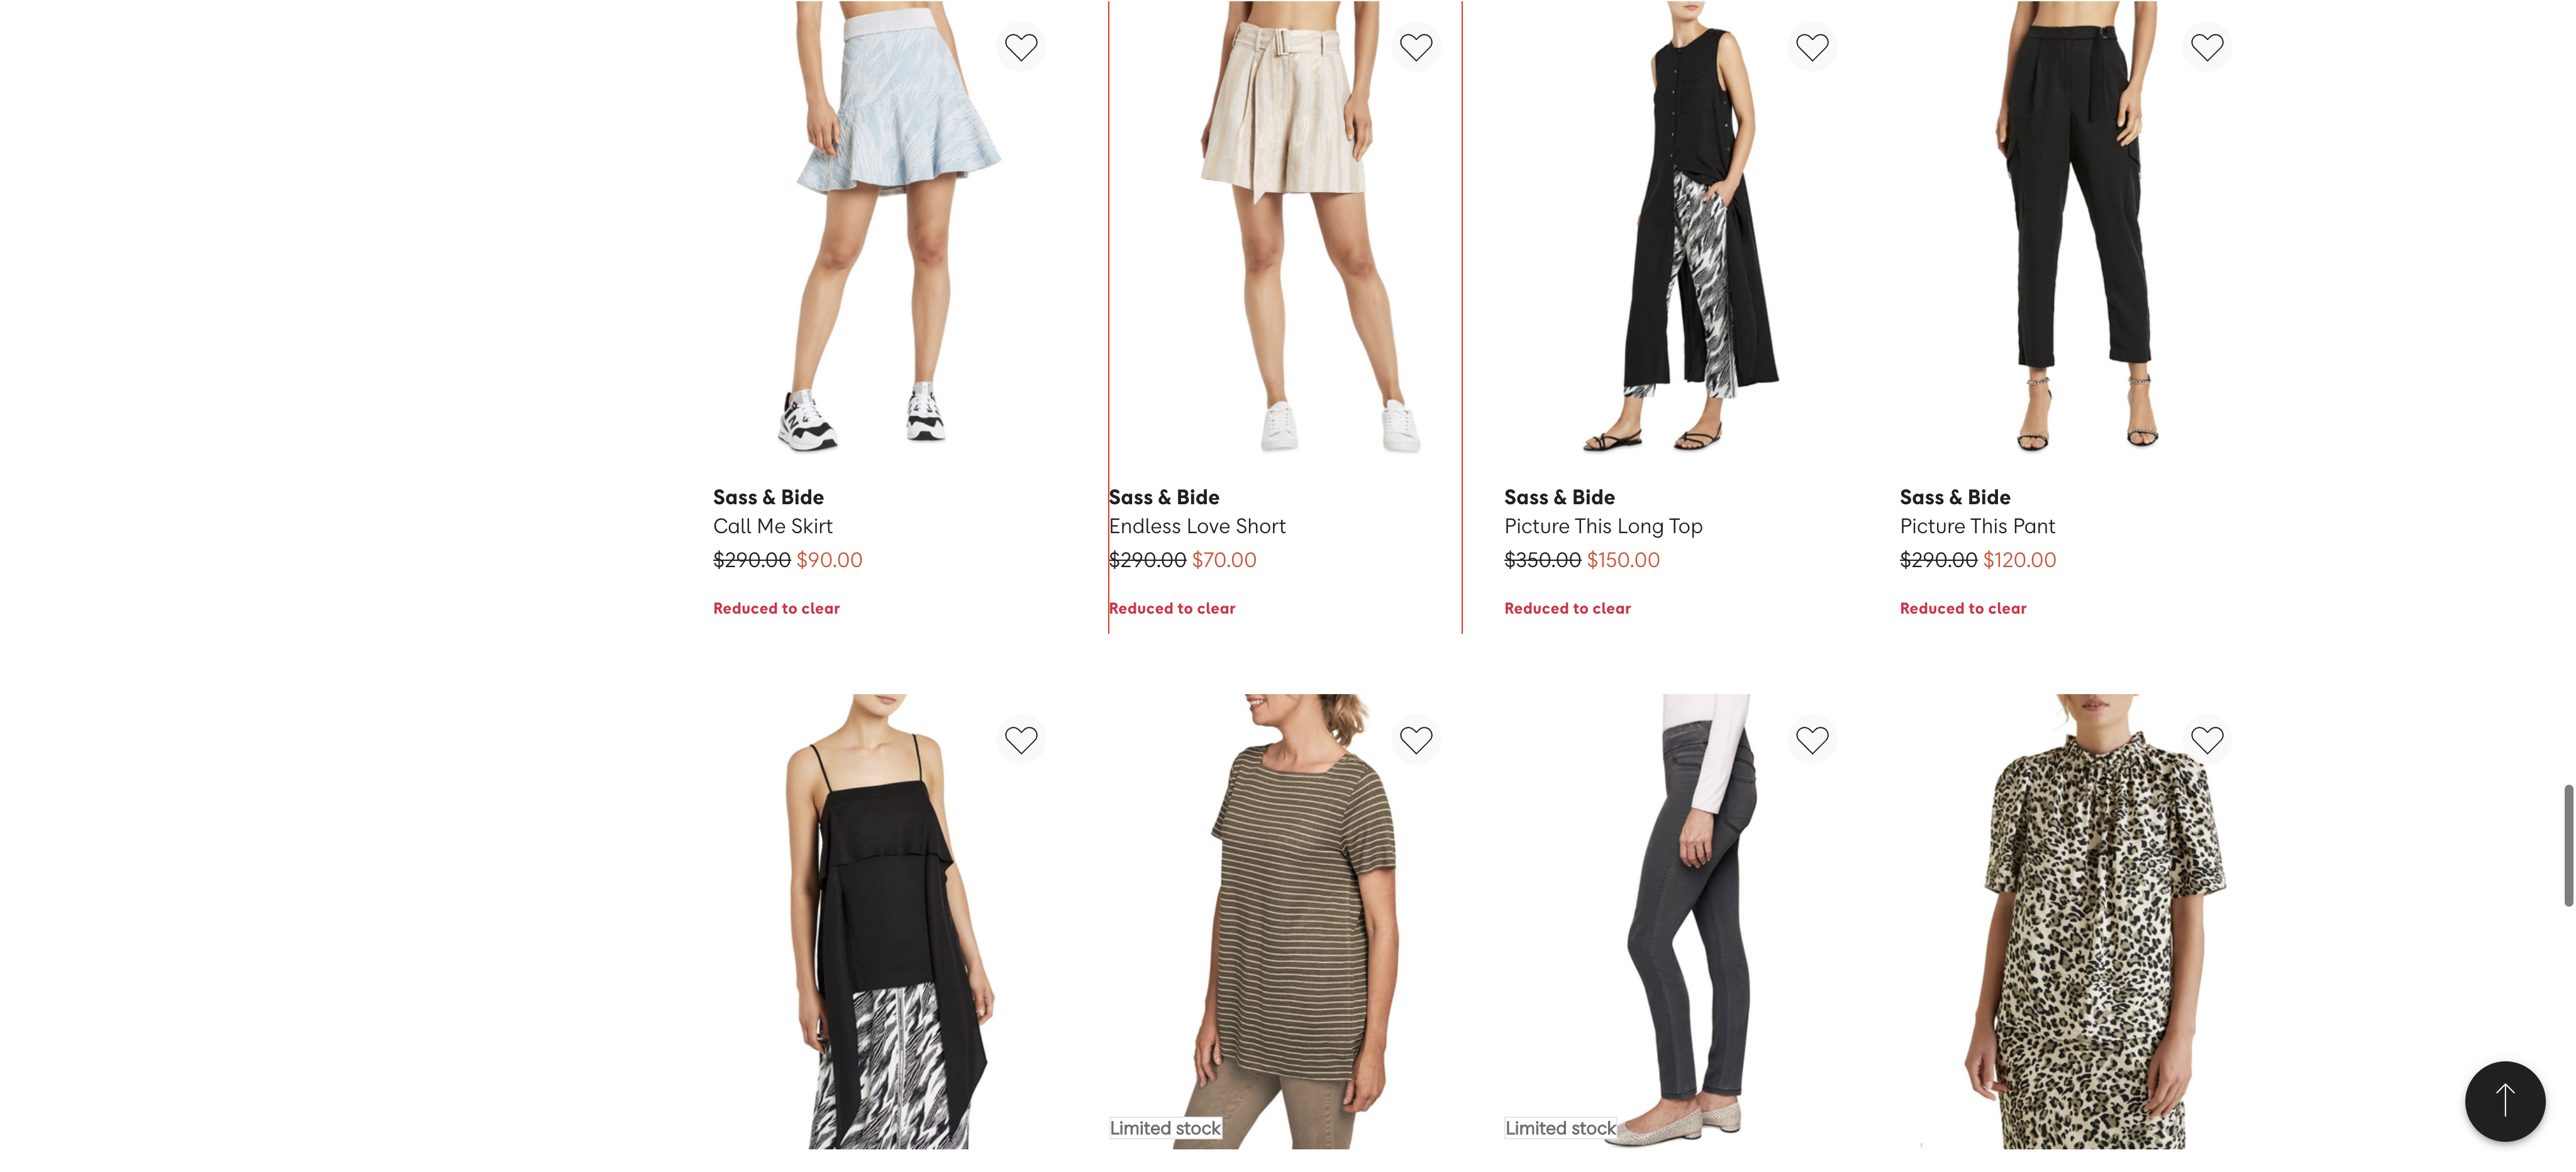 Sass & Bide
Call Me Skirt
$290.00 $90.00
Reduced to clear
Sass & Bide
Endless Love Short
$290.00 $70.00
Reduced to clear
Sass & Bide
Picture This Long Top
$350.00 $150.00
Reduced to clear
Sass & Bide
Picture This Pant
$290.00 $120.00
Reduced to clear
Limited stock
Limited stock